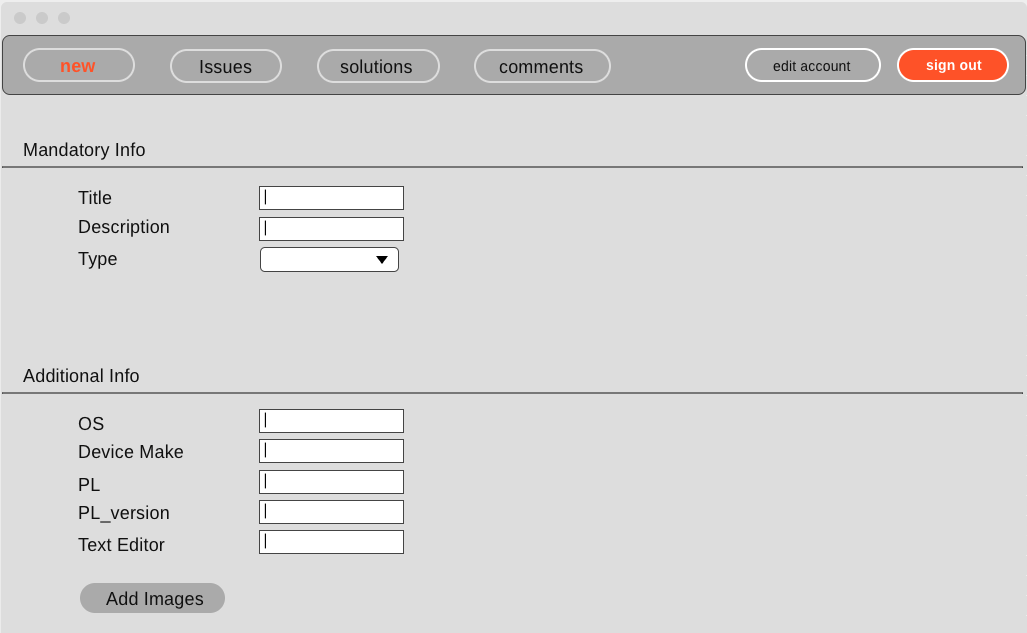 new Issues solutions comments edit account sign out
Mandatory Info
Title
Description
Type
Additional Info
OS
Device Make
PL
PL_version
Text Editor
Add Images